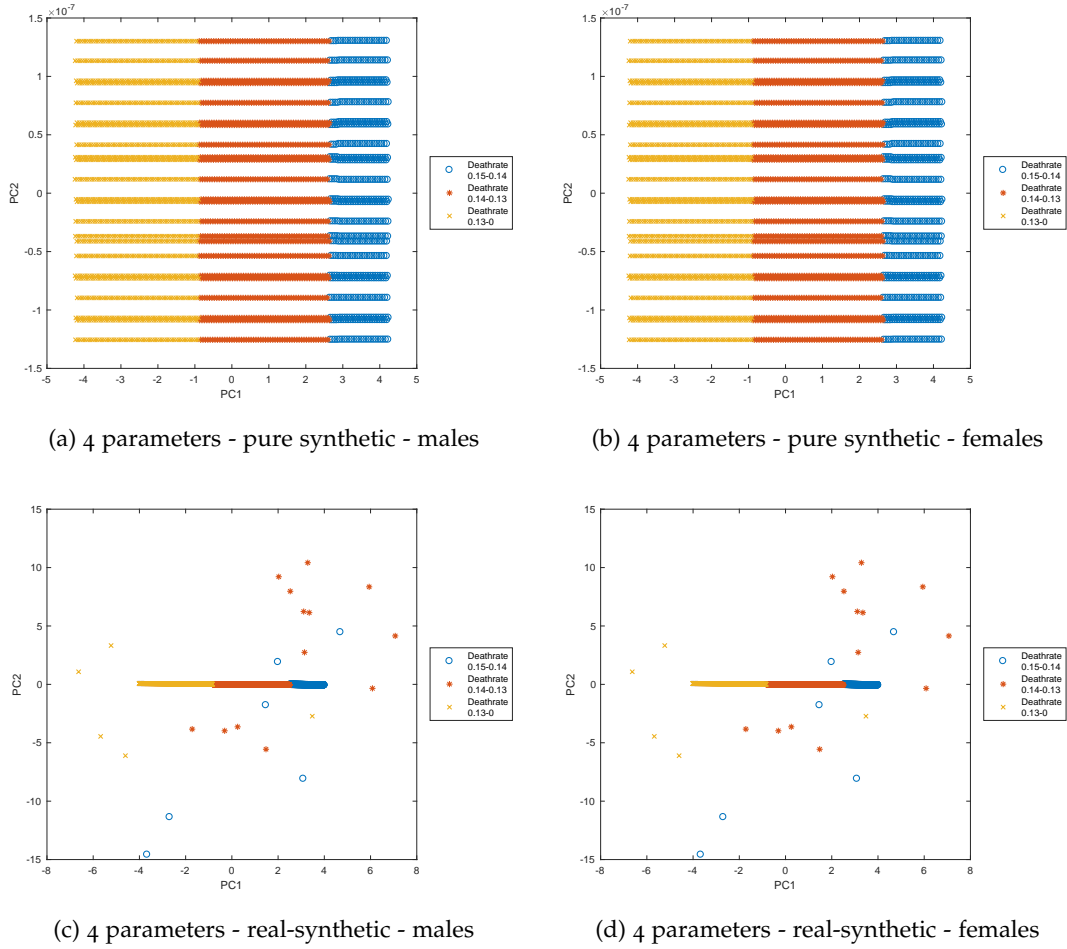 ×10⁻⁷
1.5
1
0.5
0
-0.5
-1
-1.5
PC2
-5 -4 -3 -2 -1 0 1 2 3 4 5
PC1
Deathrate
0.15-0.14
Deathrate
0.14-0.13
Deathrate
0.13-0
(a) 4 parameters - pure synthetic - males
×10⁻⁷
1.5
1
0.5
0
-0.5
-1
-1.5
PC2
-5 -4 -3 -2 -1 0 1 2 3 4 5
PC1
Deathrate
0.15-0.14
Deathrate
0.14-0.13
Deathrate
0.13-0
(b) 4 parameters - pure synthetic - females
15
10
5
0
-5
-10
-15
PC2
-8 -6 -4 -2 0 2 4 6 8
PC1
Deathrate
0.15-0.14
Deathrate
0.14-0.13
Deathrate
0.13-0
(c) 4 parameters - real-synthetic - males
15
10
5
0
-5
-10
-15
PC2
-8 -6 -4 -2 0 2 4 6 8
PC1
Deathrate
0.15-0.14
Deathrate
0.14-0.13
Deathrate
0.13-0
(d) 4 parameters - real-synthetic - females